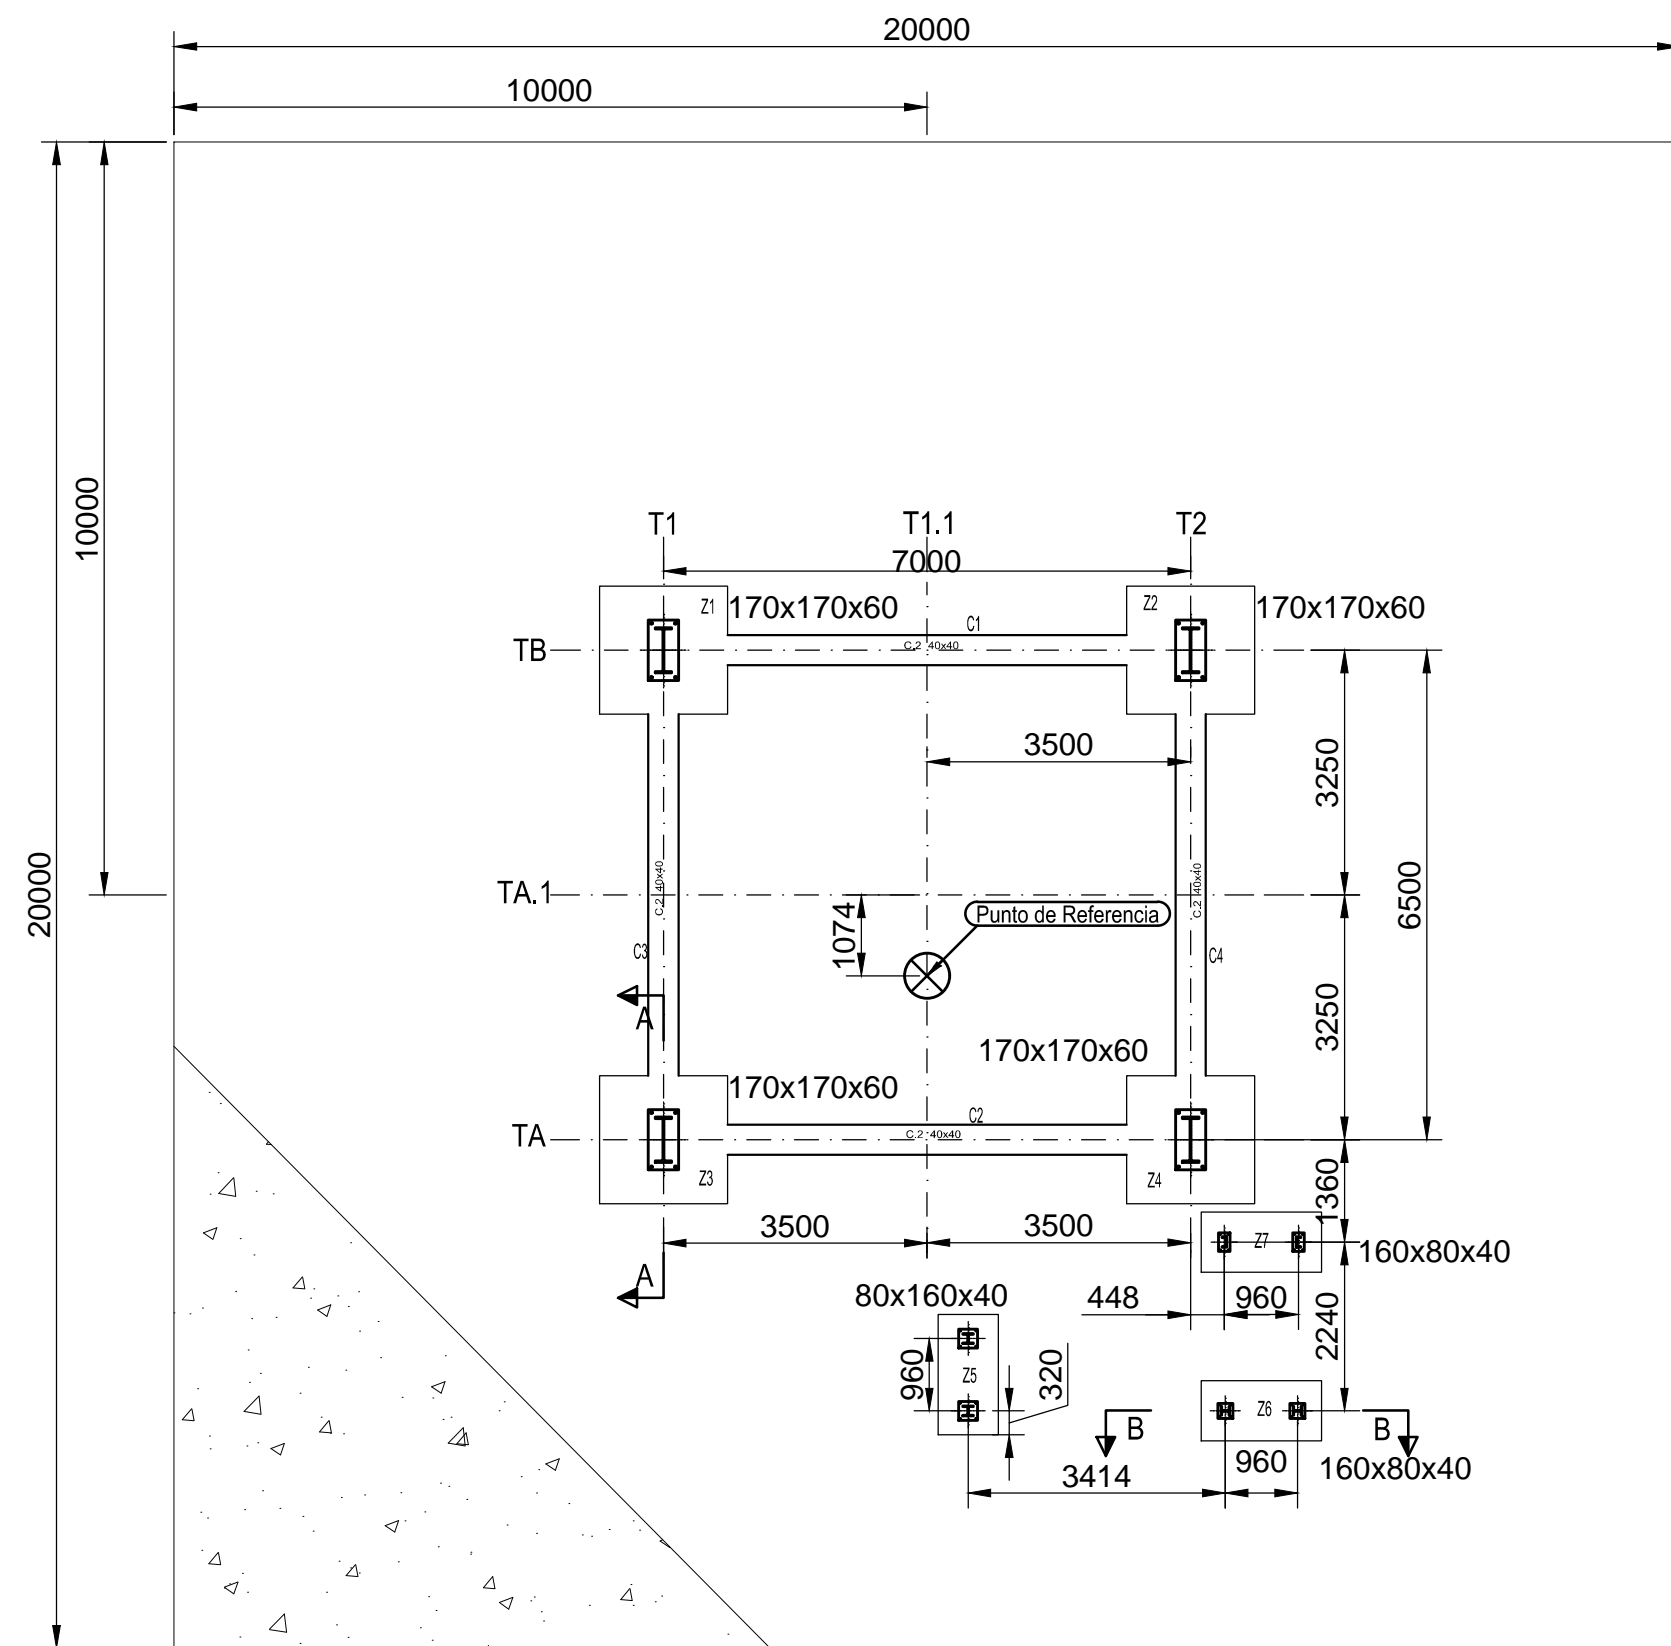 20000
10000
10000
20000
T1
T1.1
T2
7000
Z1
170x170x60
C1
Z2
170x170x60
TB
C.2 40x40
3500
3250
TA.1
C.2 40x40
C.2 40x40
6500
Punto de Referencia
1074
C3
C4
A
3250
170x170x60
170x170x60
C2
TA
C.2 40x40
Z3
Z4
1360
3500
3500
Z7
160x80x40
A
80x160x40
448
960
2240
960
Z5
320
B
Z6
B
3414
960
160x80x40